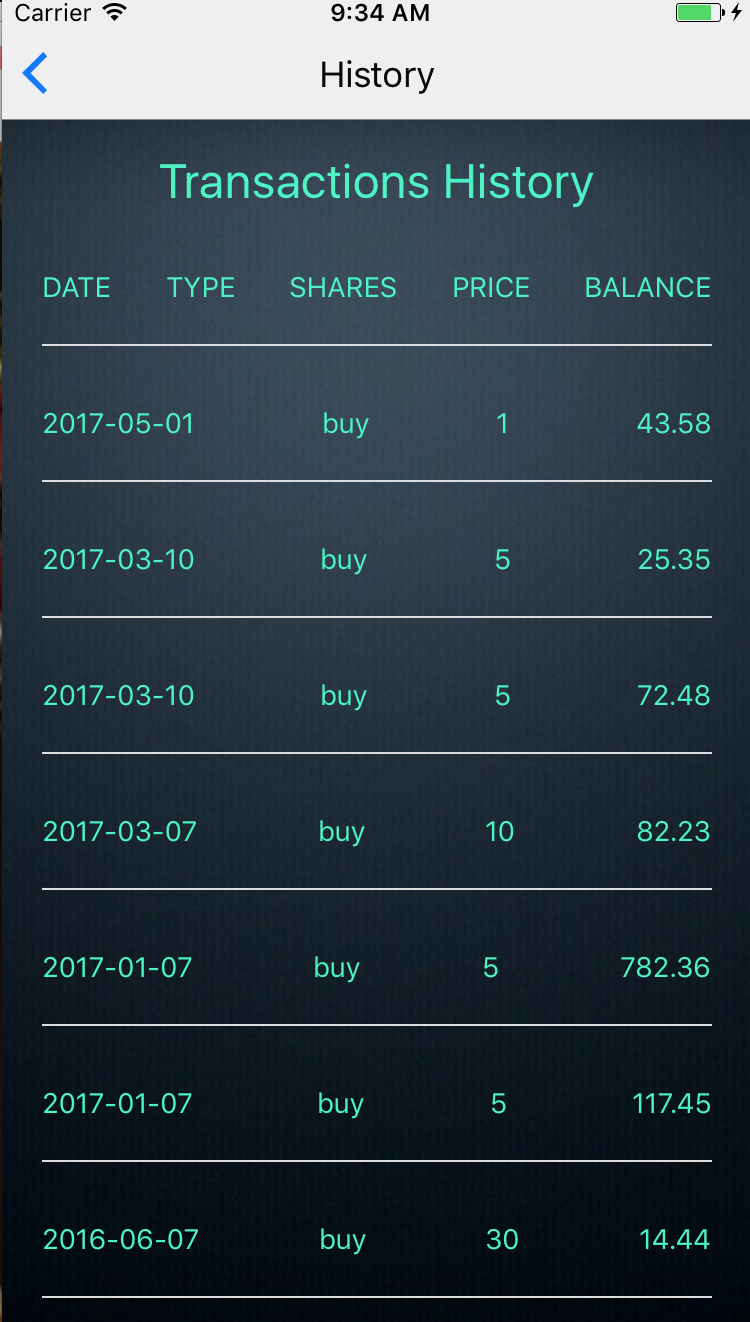 Carrier 9:34 AM
History
Transactions History
DATE TYPE SHARES PRICE BALANCE
2017-05-01 buy 1 43.58
2017-03-10 buy 5 25.35
2017-03-10 buy 5 72.48
2017-03-07 buy 10 82.23
2017-01-07 buy 5 782.36
2017-01-07 buy 5 117.45
2016-06-07 buy 30 14.44